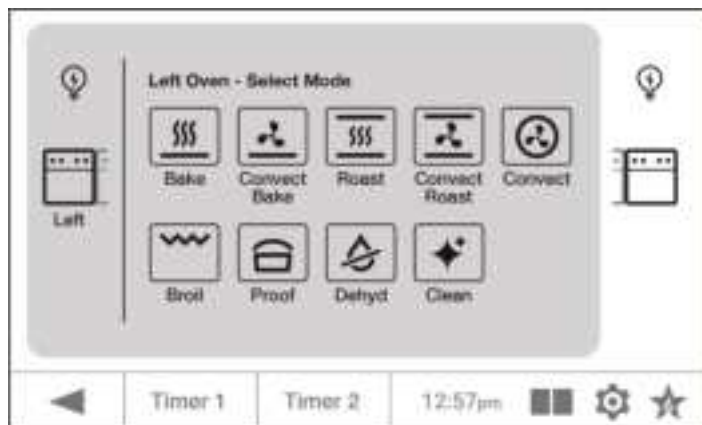 Left Oven - Select Mode
Bake
Convect
Bake
Roast
Convect
Roast
Convect
Left
Broil
Proof
Dehyd
Clean
Timer 1
Timer 2
12:57pm